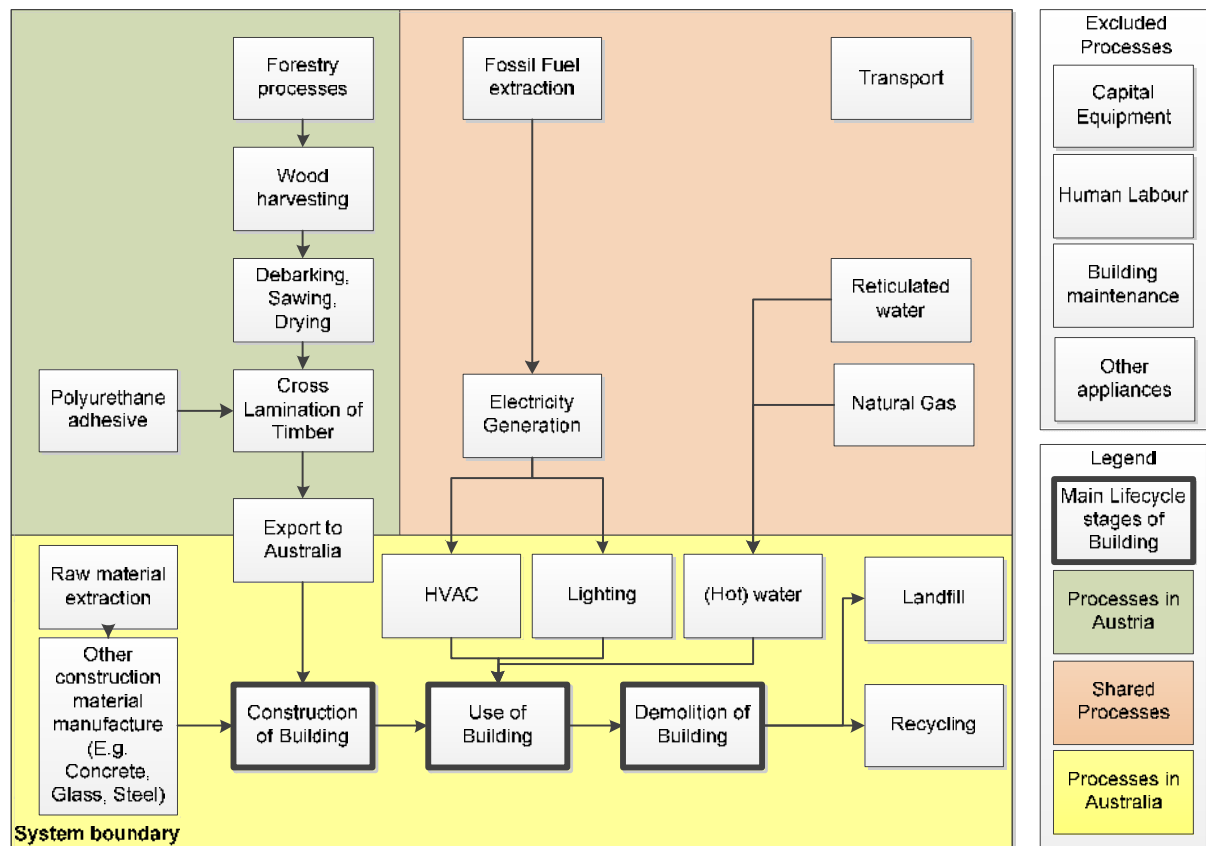 Forestry
processes
Wood
harvesting
Debarking,
Sawing,
Drying
Polyurethane
adhesive
Cross
Lamination of
Timber
Export to
Australia
Fossil Fuel
extraction
Transport
Reticulated
water
Electricity
Generation
Natural Gas
Raw material
extraction
HVAC
Lighting
(Hot) water
Landfill
Other
construction
material
manufacture
(E.g.
Concrete,
Glass, Steel)
Construction
of Building
Use of
Building
Demolition of
Building
Recycling
System boundary
Excluded
Processes
Capital
Equipment
Human Labour
Building
maintenance
Other
appliances
Legend
Main Lifecycle
stages of
Building
Processes in
Austria
Shared
Processes
Processes in
Australia